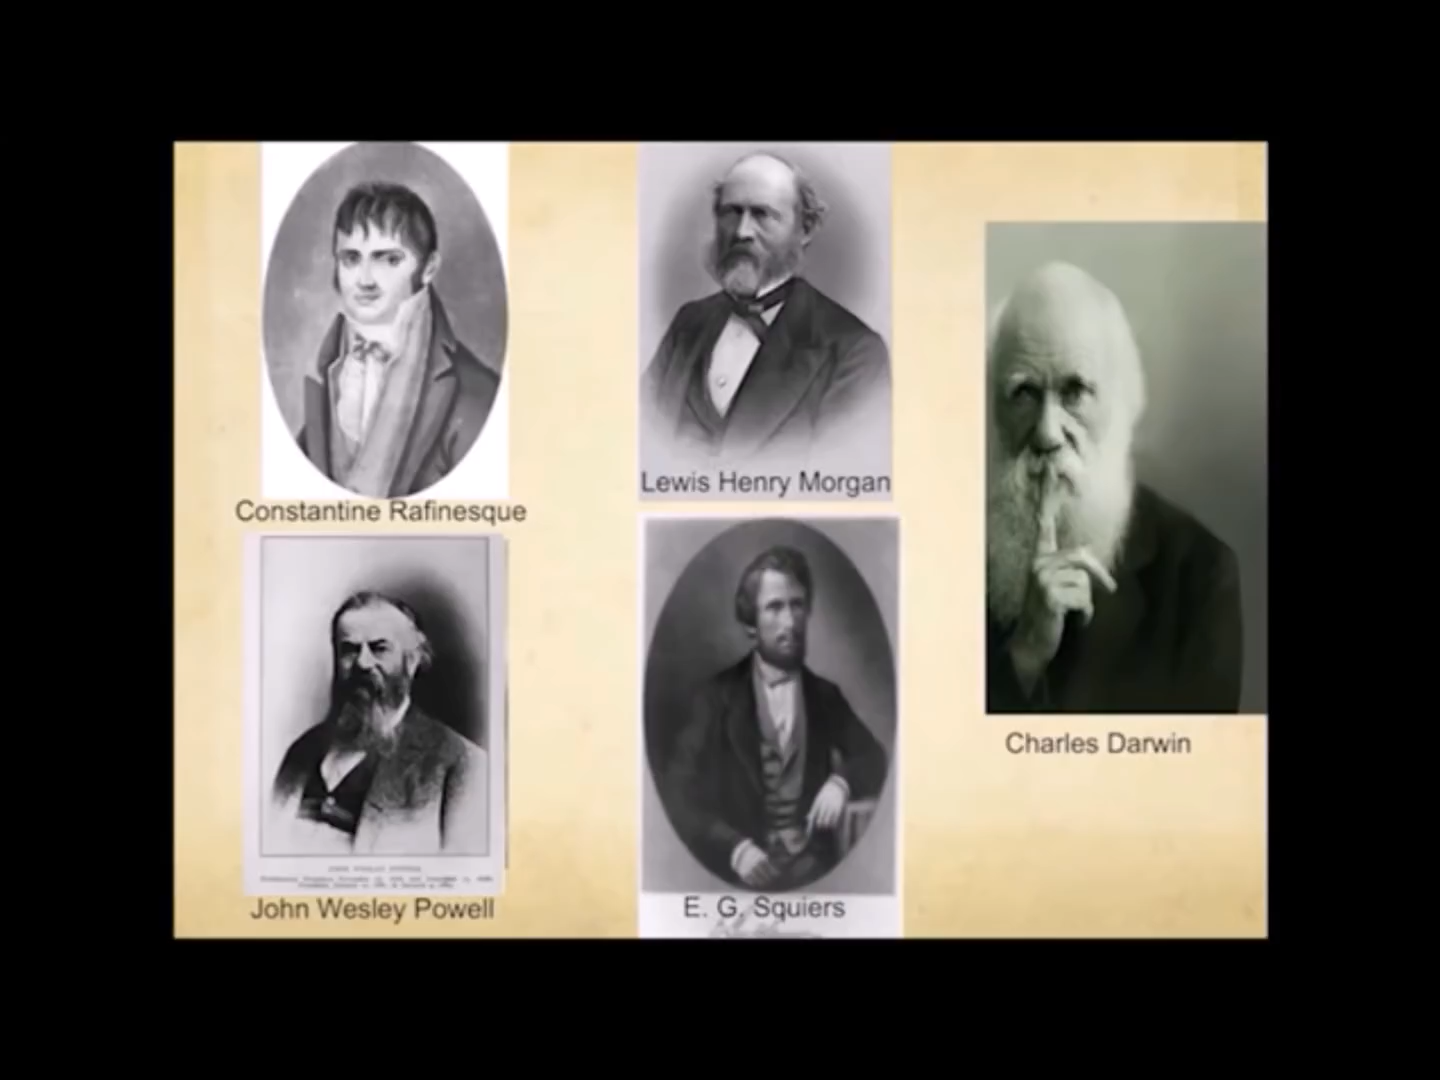 Constantine Rafinesque
Lewis Henry Morgan
Charles Darwin
John Wesley Powell
E. G. Squiers